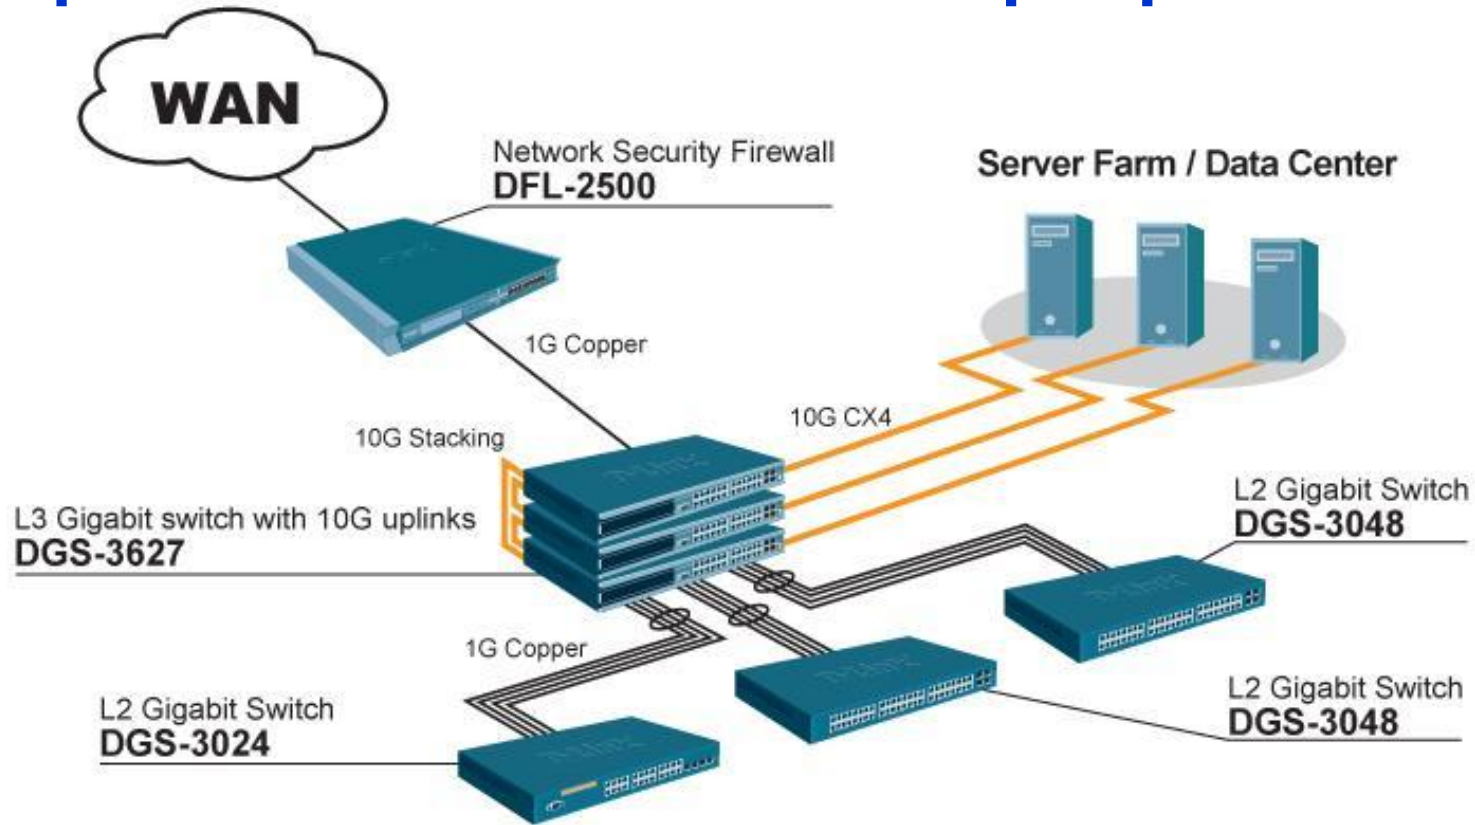 WAN
Network Security Firewall
DFL-2500
Server Farm / Data Center
1G Copper
10G Stacking
10G CX4
L3 Gigabit switch with 10G uplinks
DGS-3627
L2 Gigabit Switch
DGS-3048
1G Copper
L2 Gigabit Switch
DGS-3048
L2 Gigabit Switch
DGS-3024